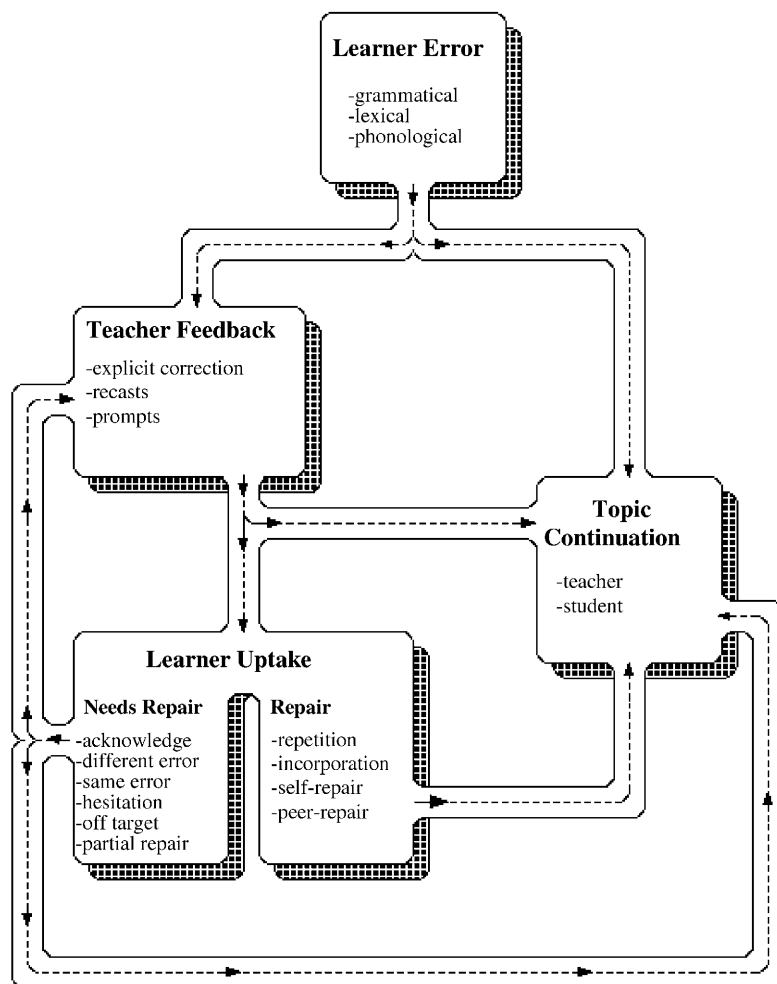 Learner Error
-grammatical
-lexical
-phonological
Teacher Feedback
-explicit correction
-recasts
-prompts
Topic
Continuation
-teacher
-student
Learner Uptake
Needs Repair
-acknowledge
-different error
-same error
-hesitation
-off target
-partial repair
Repair
-repetition
-incorporation
-self-repair
-peer-repair